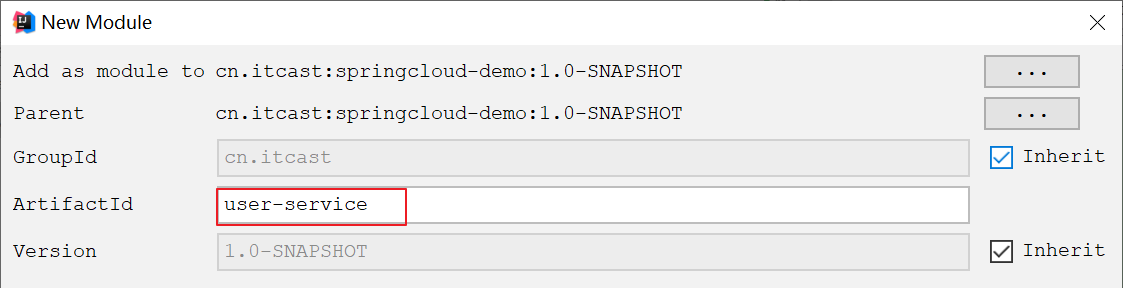 New Module
Add as module to cn.itcast:springcloud-demo:1.0-SNAPSHOT ...
Parent cn.itcast:springcloud-demo:1.0-SNAPSHOT ...
GroupId cn.itcast Inherit
ArtifactId user-service
Version 1.0-SNAPSHOT Inherit